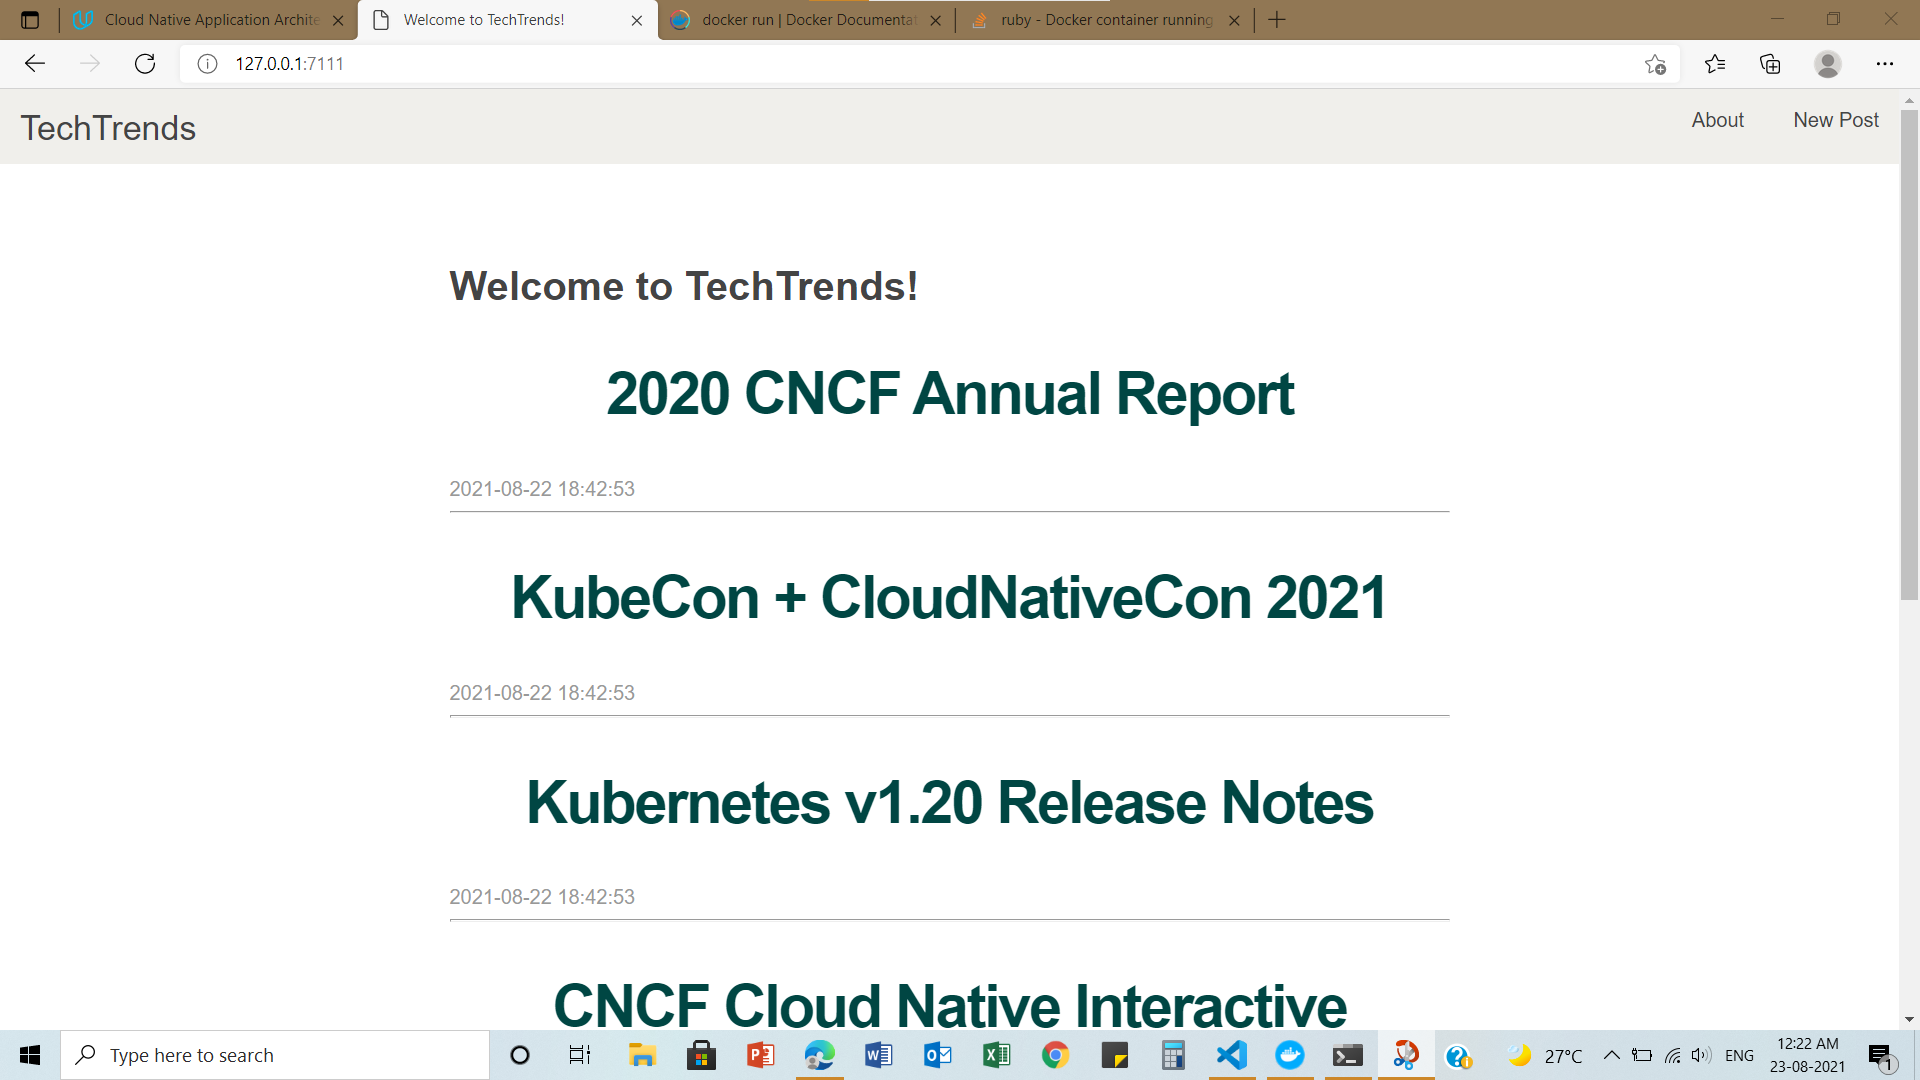 Cloud Native Application Archite
Welcome to TechTrends!
docker run | Docker Documentat
ruby - Docker container running
127.0.0.1:7111
TechTrends
About
New Post
Welcome to TechTrends!
2020 CNCF Annual Report
2021-08-22 18:42:53
KubeCon + CloudNativeCon 2021
2021-08-22 18:42:53
Kubernetes v1.20 Release Notes
2021-08-22 18:42:53
CNCF Cloud Native Interactive
Type here to search
27°C
ENG
12:22 AM
23-08-2021
1